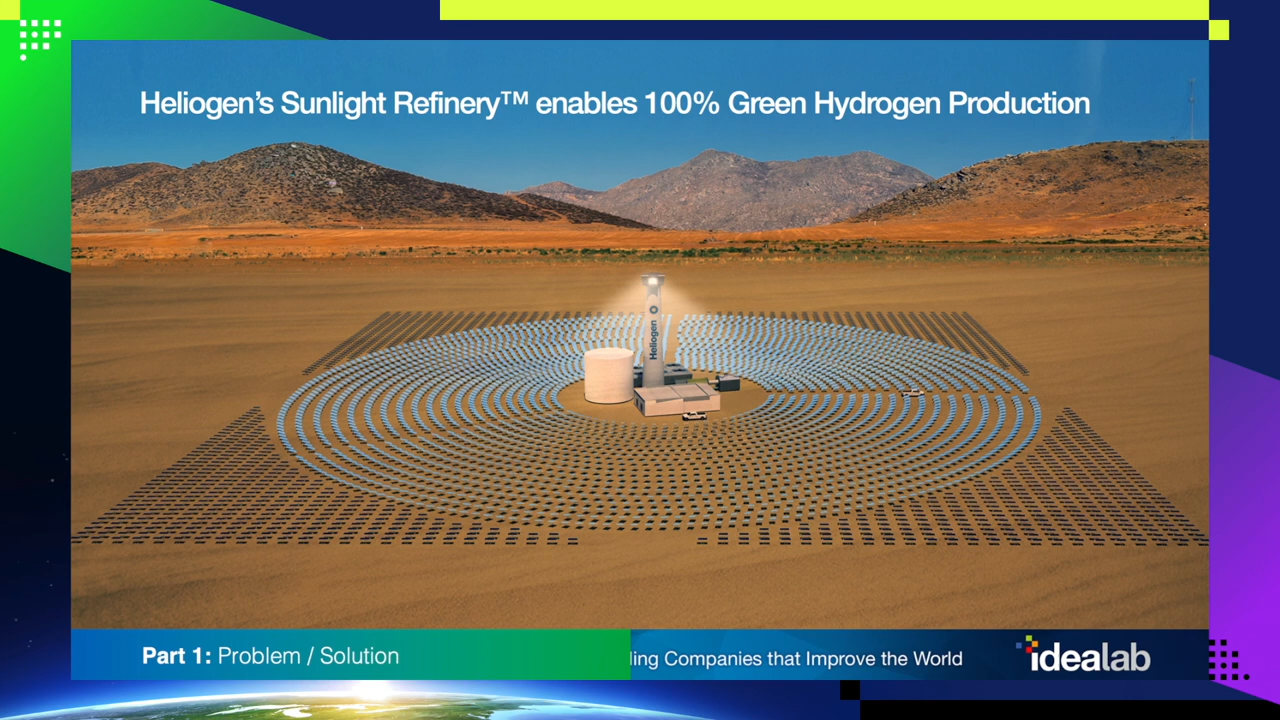 Heliogen's Sunlight Refinery™ enables 100% Green Hydrogen Production
Heliogen
Part 1: Problem / Solution
ling Companies that Improve the World
idealab